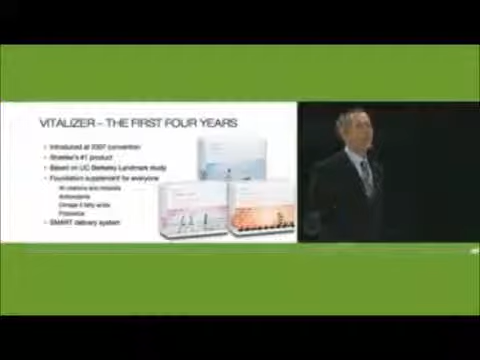 VITALIZER – THE FIRST FOUR YEARS
• Introduced at 2007 convention
• Shaklee's #1 product
• Based on UC Berkeley Landmark study
• Foundation supplement for everyone
All vitamins and minerals
Antioxidants
Omega-3 fatty acids
Probiotics
• SMART delivery system